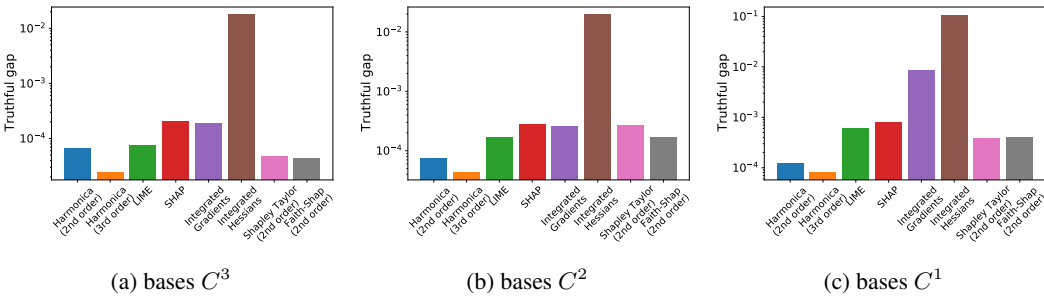 Truthful gap
10⁻²
10⁻³
10⁻⁴
Harmonica
(2nd order)
Harmonica
(3rd order)
LIME
SHAP
Integrated
Gradients
Integrated
Hessians
Shapley Taylor
(2nd order)
Faith-Shap
(2nd order)
(a) bases C³
Truthful gap
10⁻²
10⁻³
10⁻⁴
Harmonica
(2nd order)
Harmonica
(3rd order)
LIME
SHAP
Integrated
Gradients
Integrated
Hessians
Shapley Taylor
(2nd order)
Faith-Shap
(2nd order)
(b) bases C²
Truthful gap
10⁻¹
10⁻²
10⁻³
10⁻⁴
Harmonica
(2nd order)
Harmonica
(3rd order)
LIME
SHAP
Integrated
Gradients
Integrated
Hessians
Shapley Taylor
(2nd order)
Faith-Shap
(2nd order)
(c) bases C¹